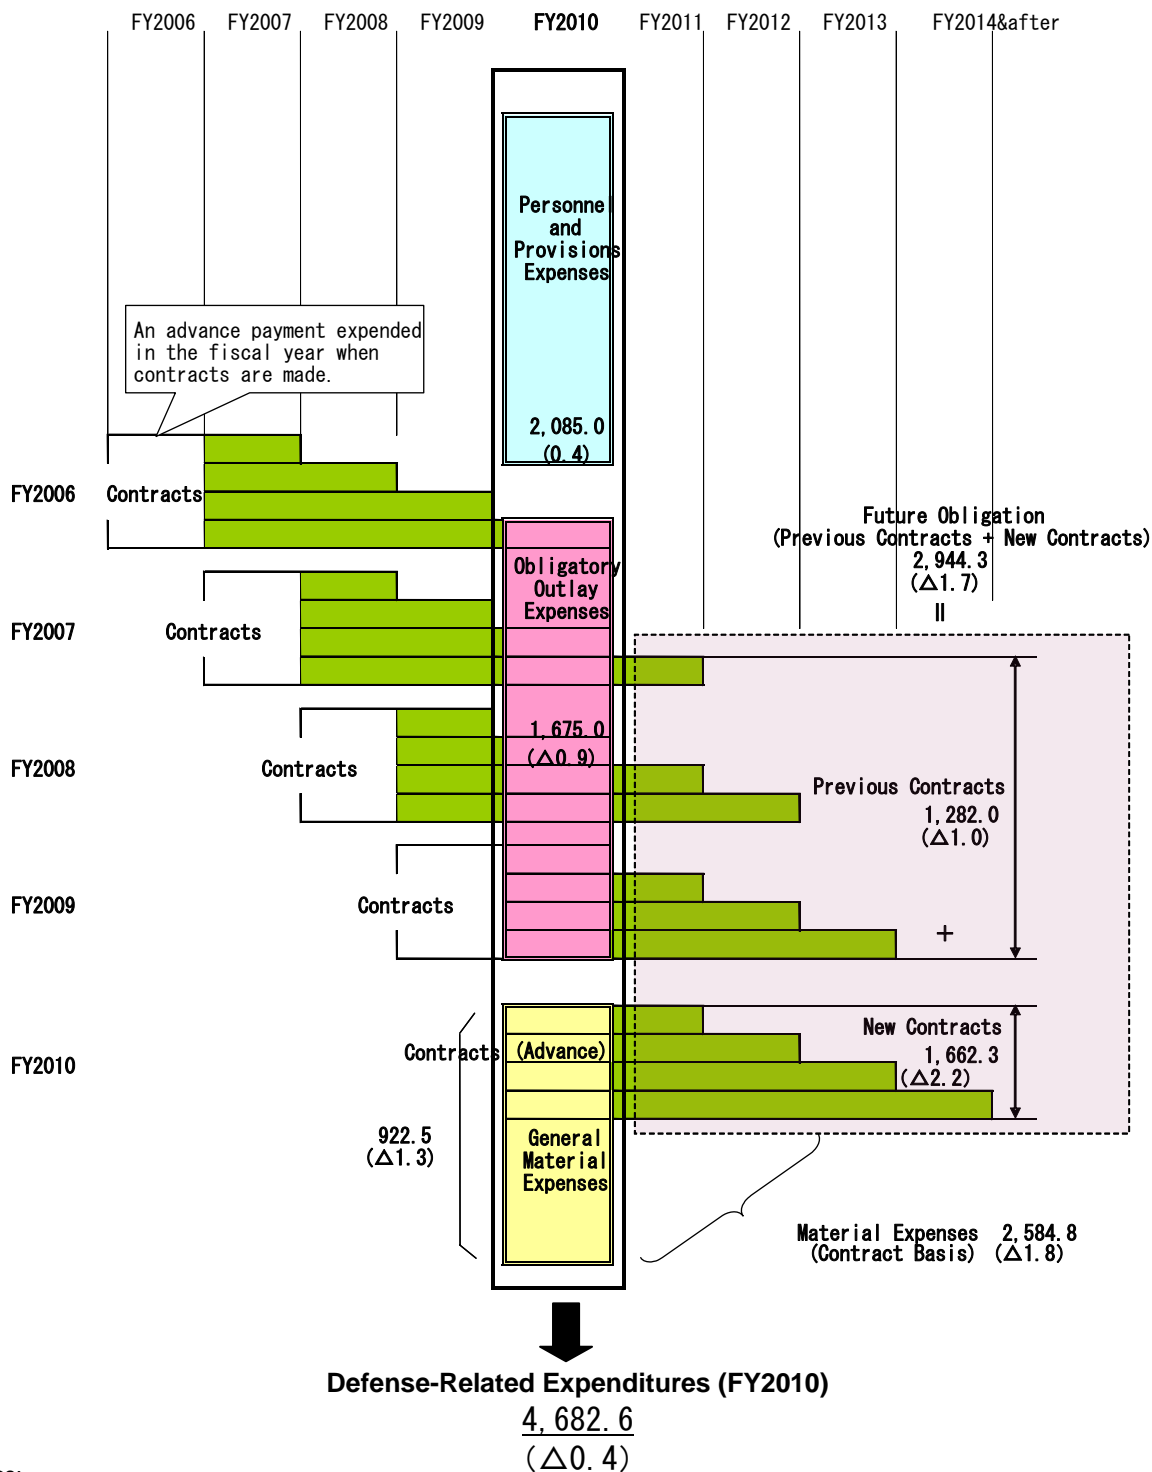 FY2006 FY2007 FY2008 FY2009 FY2010 FY2011 FY2012 FY2013 FY2014&after
Personnel
and
Provisions
Expenses
An advance payment expended
in the fiscal year when
contracts are made.
2,085.0
(0.4)
FY2006 Contracts
Future Obligation
(Previous Contracts + New Contracts)
2,944.3
(△1.7)
=
Obligatory
Outlay
Expenses
FY2007 Contracts
1,675.0
(△0.9)
FY2008 Contracts
Previous Contracts
1,282.0
(△1.0)
FY2009 Contracts
+
New Contracts
1,662.3
(△2.2)
FY2010 Contracts (Advance)
922.5
(△1.3)
General
Material
Expenses
Material Expenses 2,584.8
(Contract Basis) (△1.8)
Defense-Related Expenditures (FY2010)
4,682.6
(△0.4)